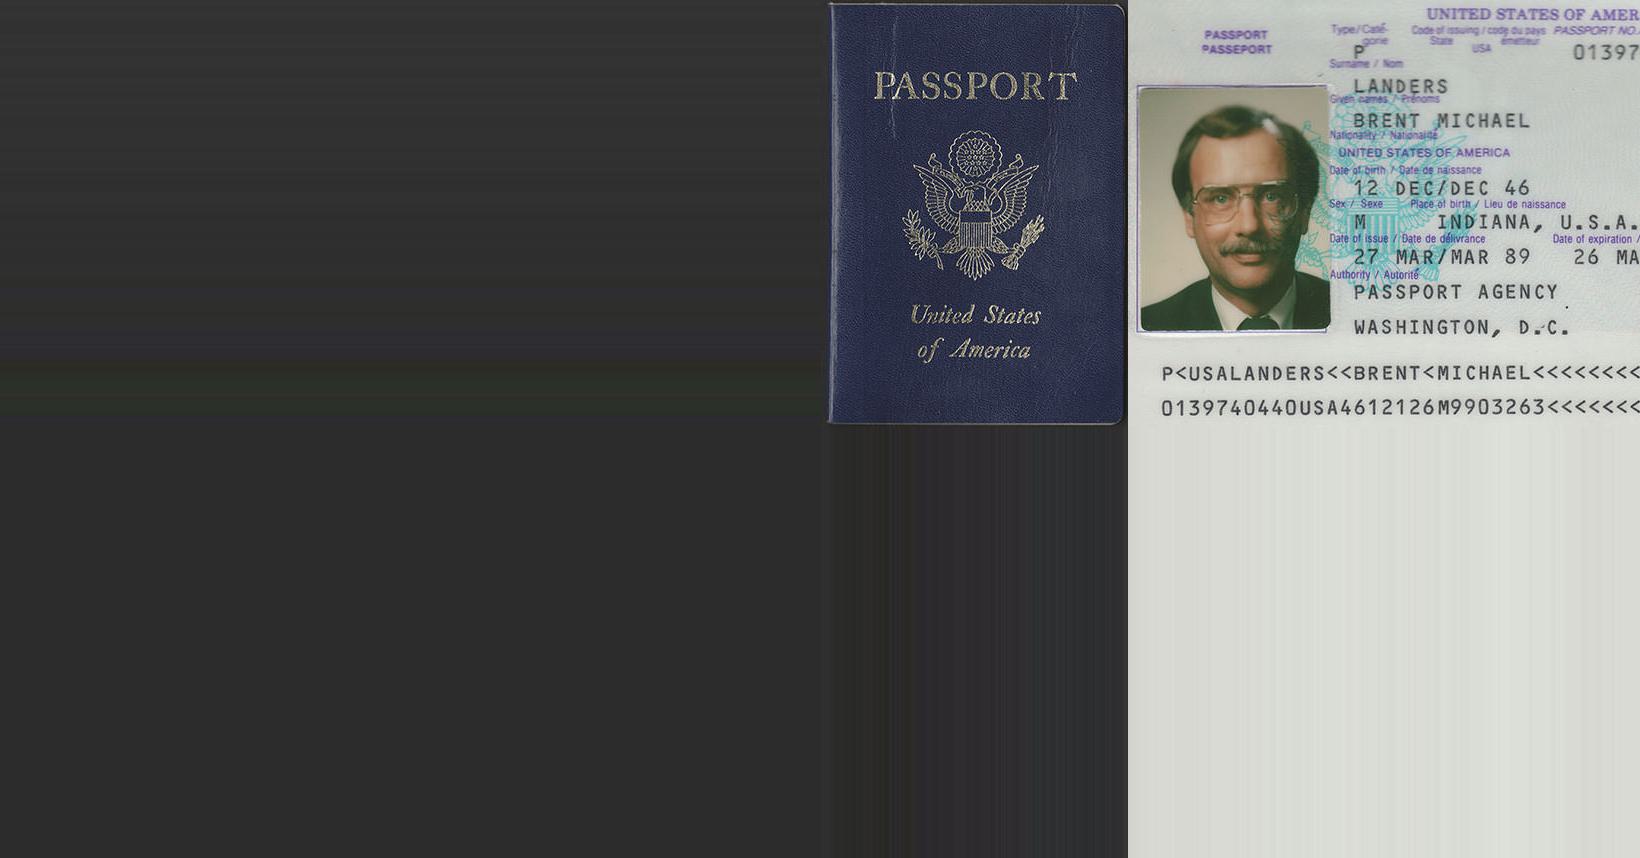 PASSPORT
United States
of America
UNITED STATES OF AMER
PASSPORT
PASSEPORT
Type/Caté-
gorie
P
Code of issuing / code du pays
State émetteur
USA
PASSPORT NO.
01397
Surname / Nom
LANDERS
Given names / Prénoms
BRENT MICHAEL
Nationality / Nationalité
UNITED STATES OF AMERICA
Date of birth / Date de naissance
12 DEC/DEC 46
Sex / Sexe Place of birth / Lieu de naissance
M INDIANA, U.S.A.
Date of issue / Date de délivrance Date of expiration /
27 MAR/MAR 89 26 MA
Authority / Autorité
PASSPORT AGENCY
WASHINGTON, D.C.
P<USALANDERS<<BRENT<MICHAEL<<<<<<<<
0139740440USA4612126M9903263<<<<<<<